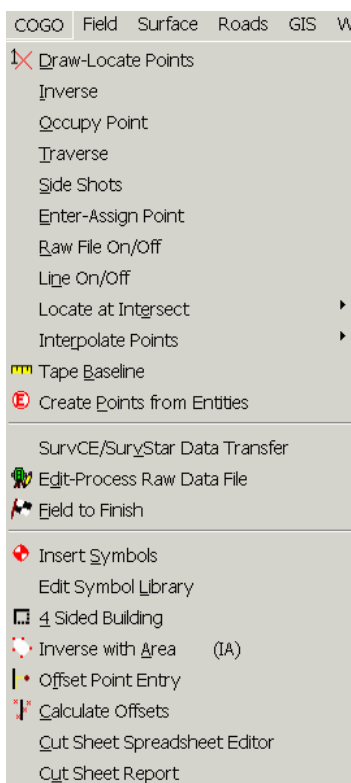 COGO Field Surface Roads GIS
Draw-Locate Points
Inverse
Occupy Point
Traverse
Side Shots
Enter-Assign Point
Raw File On/Off
Line On/Off
Locate at Intersect
Interpolate Points
Tape Baseline
Create Points from Entities
SurvCE/SurvStar Data Transfer
Edit-Process Raw Data File
Field to Finish
Insert Symbols
Edit Symbol Library
4 Sided Building
Inverse with Area (IA)
Offset Point Entry
Calculate Offsets
Cut Sheet Spreadsheet Editor
Cut Sheet Report